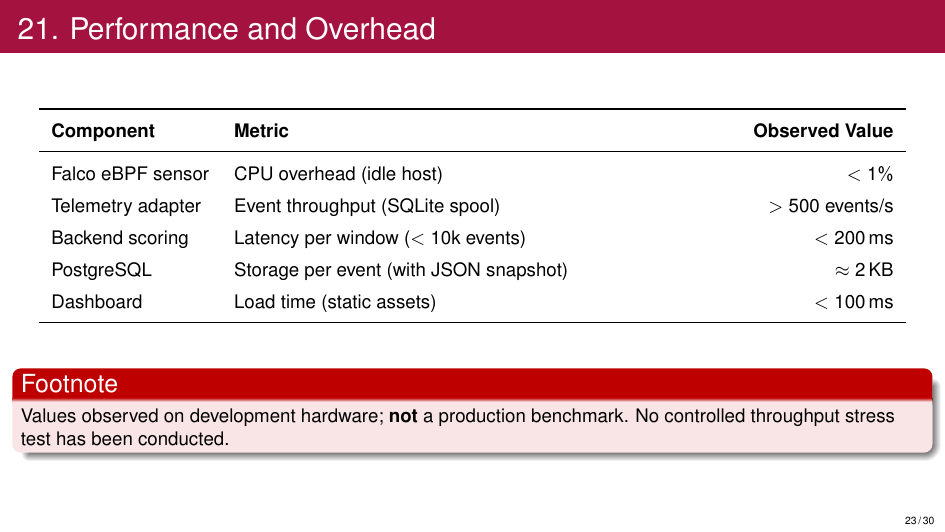 21. Performance and Overhead
Component Metric Observed Value
Falco eBPF sensor CPU overhead (idle host) < 1%
Telemetry adapter Event throughput (SQLite spool) > 500 events/s
Backend scoring Latency per window (< 10k events) < 200 ms
PostgreSQL Storage per event (with JSON snapshot) ≈ 2 KB
Dashboard Load time (static assets) < 100 ms
Footnote
Values observed on development hardware; not a production benchmark. No controlled throughput stress
test has been conducted.
23 / 30